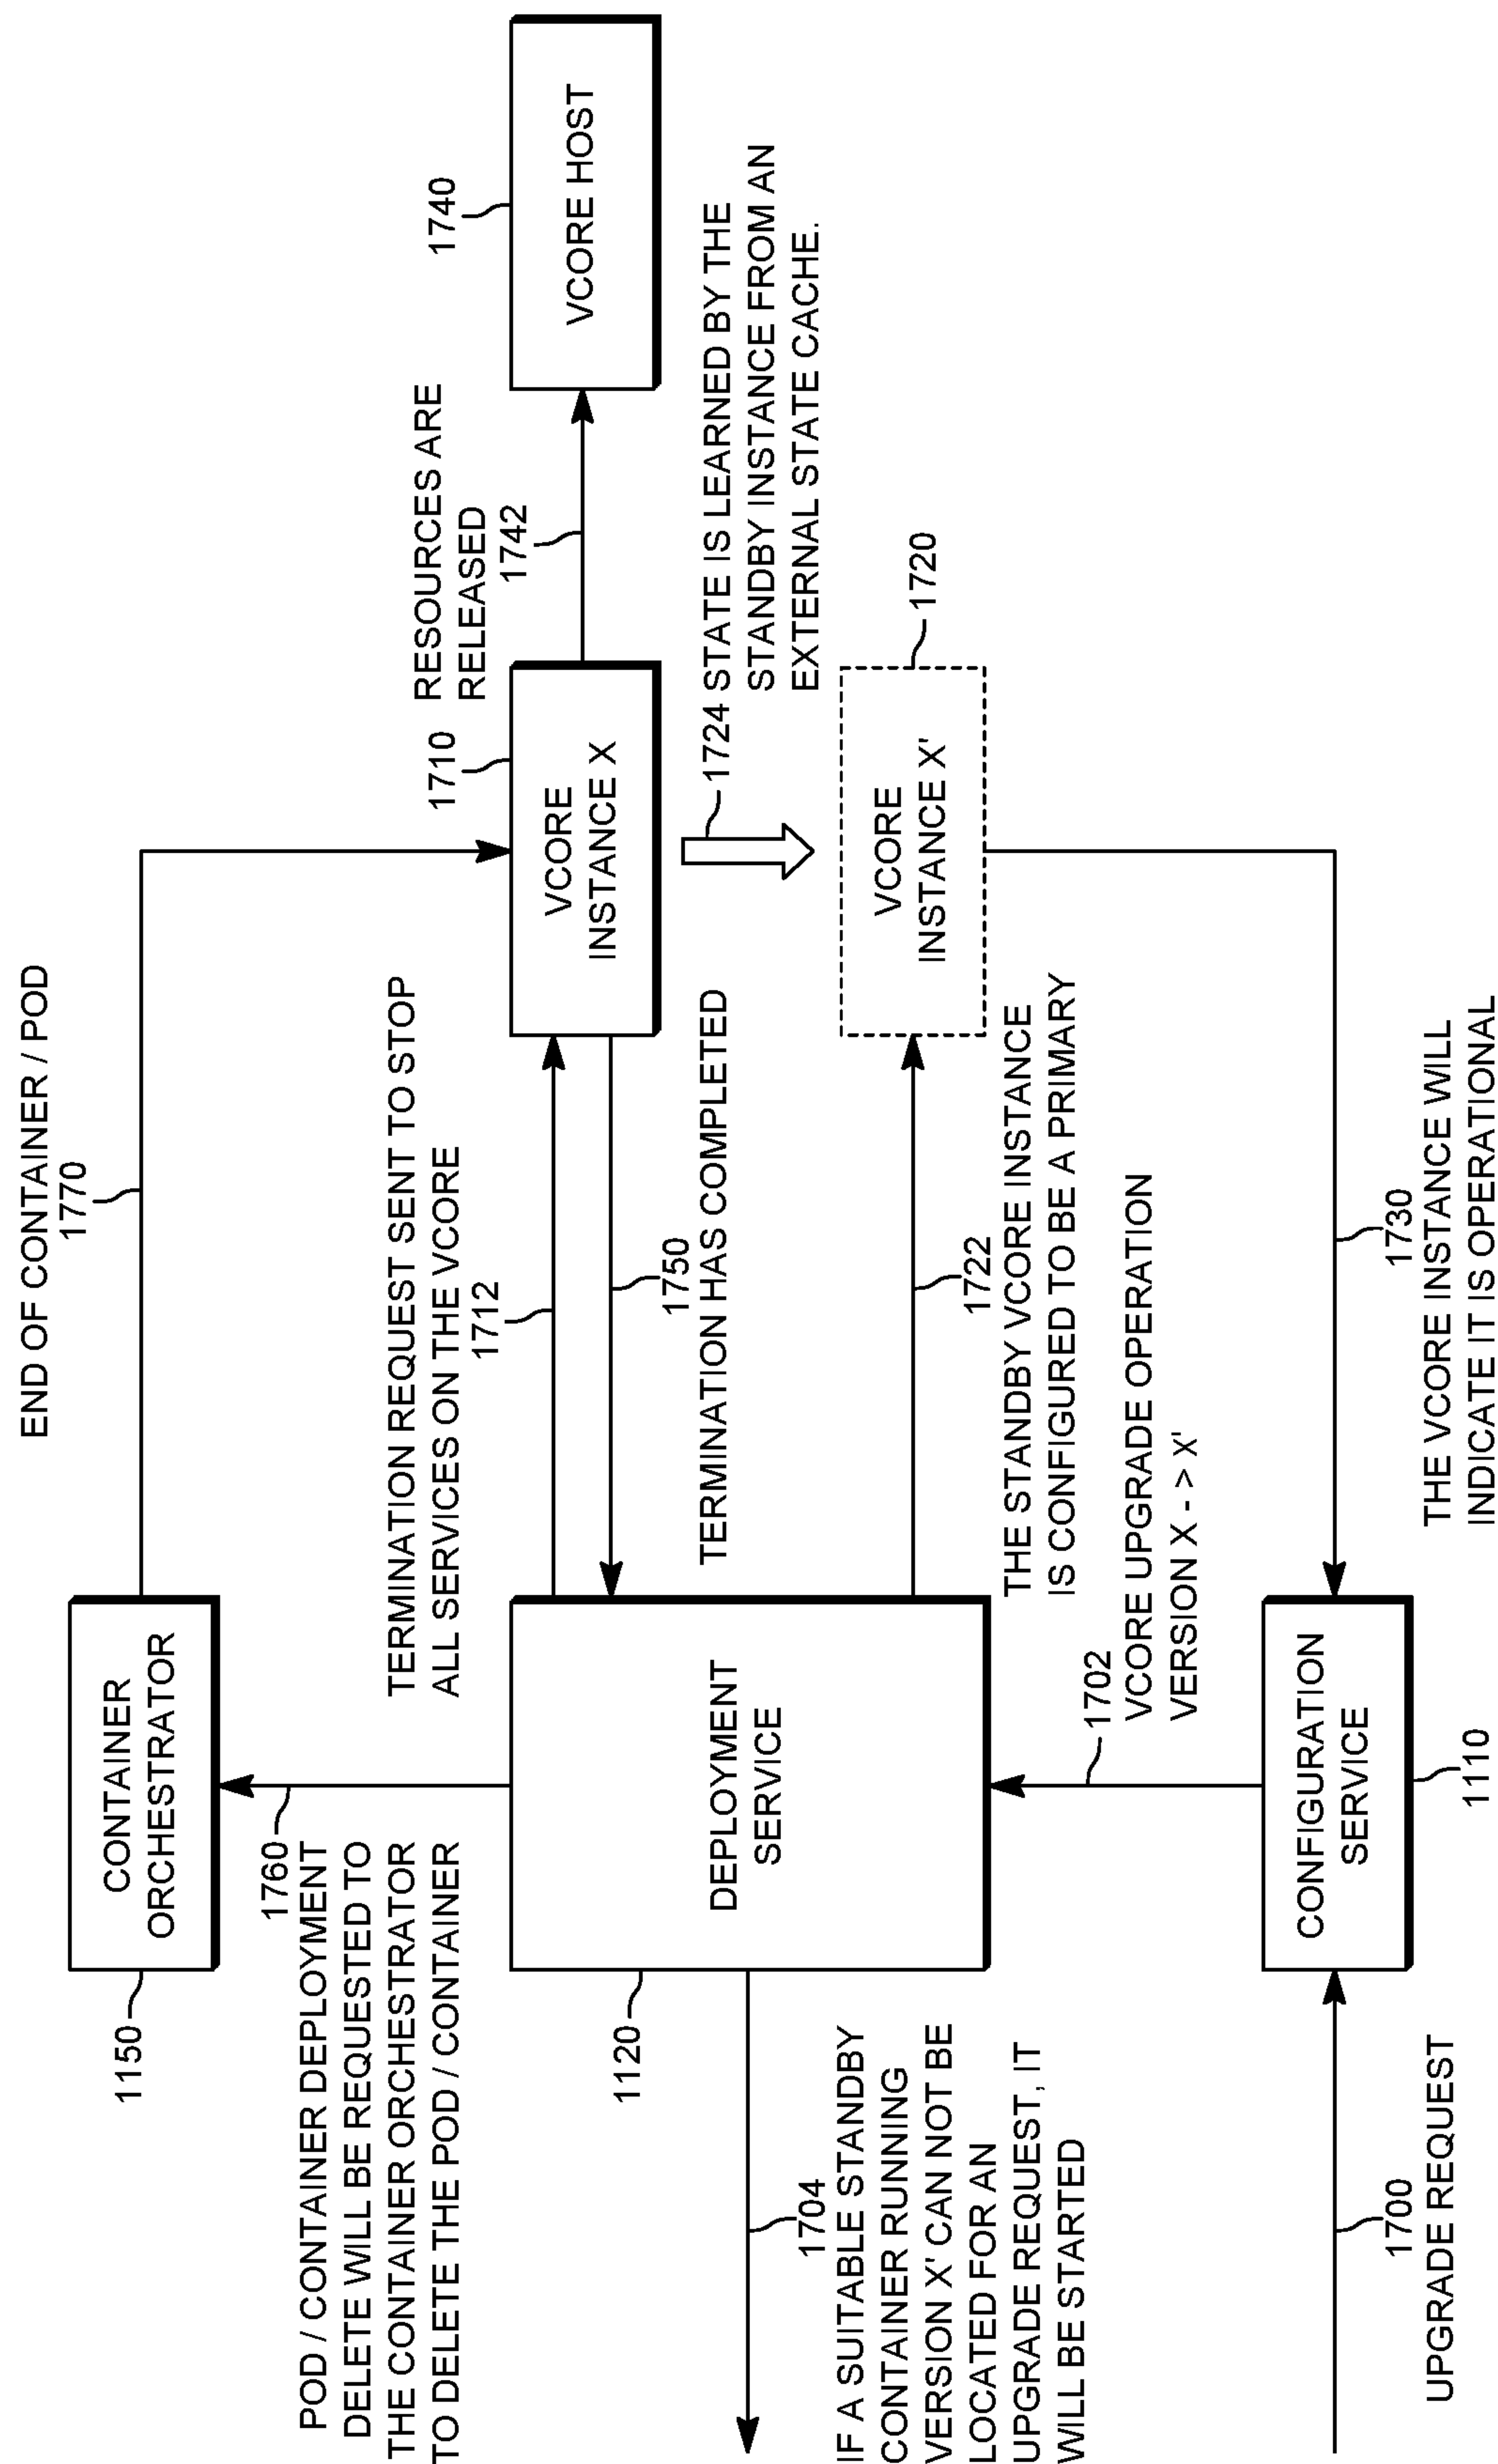 END OF CONTAINER / POD
1770
CONTAINER
ORCHESTRATOR
1150
1760
POD / CONTAINER DEPLOYMENT
DELETE WILL BE REQUESTED TO
THE CONTAINER ORCHESTRATOR
TO DELETE THE POD / CONTAINER
TERMINATION REQUEST SENT TO STOP
ALL SERVICES ON THE VCORE
1712
1750
TERMINATION HAS COMPLETED
1710
VCORE
INSTANCE X
RESOURCES ARE
RELEASED
1742
1740
VCORE HOST
1724 STATE IS LEARNED BY THE
STANDBY INSTANCE FROM AN
EXTERNAL STATE CACHE.
1720
VCORE
INSTANCE X'
DEPLOYMENT
SERVICE
1120
1722
THE STANDBY VCORE INSTANCE
IS CONFIGURED TO BE A PRIMARY
1704
IF A SUITABLE STANDBY
CONTAINER RUNNING
VERSION X' CAN NOT BE
LOCATED FOR AN
UPGRADE REQUEST, IT
WILL BE STARTED
1702
VCORE UPGRADE OPERATION
VERSION X - > X'
CONFIGURATION
SERVICE
1110
1700
UPGRADE REQUEST
1730
THE VCORE INSTANCE WILL
INDICATE IT IS OPERATIONAL